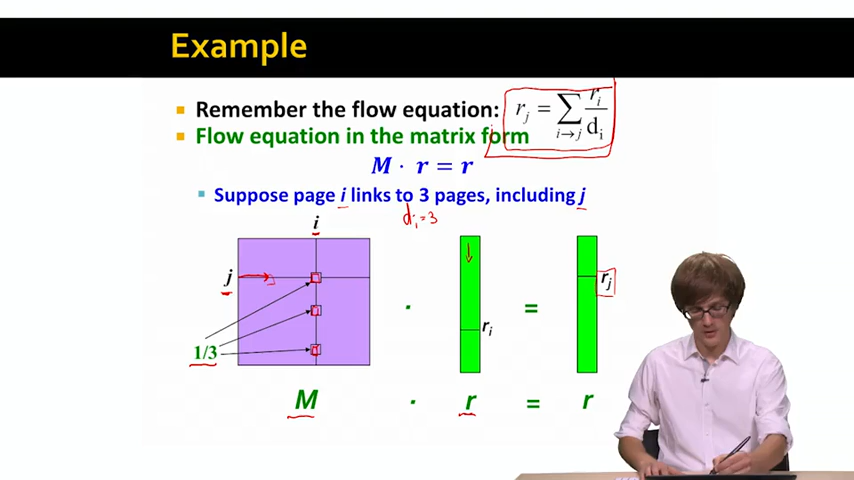 Example
Remember the flow equation: r_j = ∑_{i→j} r_i / d_i
Flow equation in the matrix form
M · r = r
Suppose page i links to 3 pages, including j
d_i = 3
i
j
r_j
· =
r_i
1/3
M · r = r